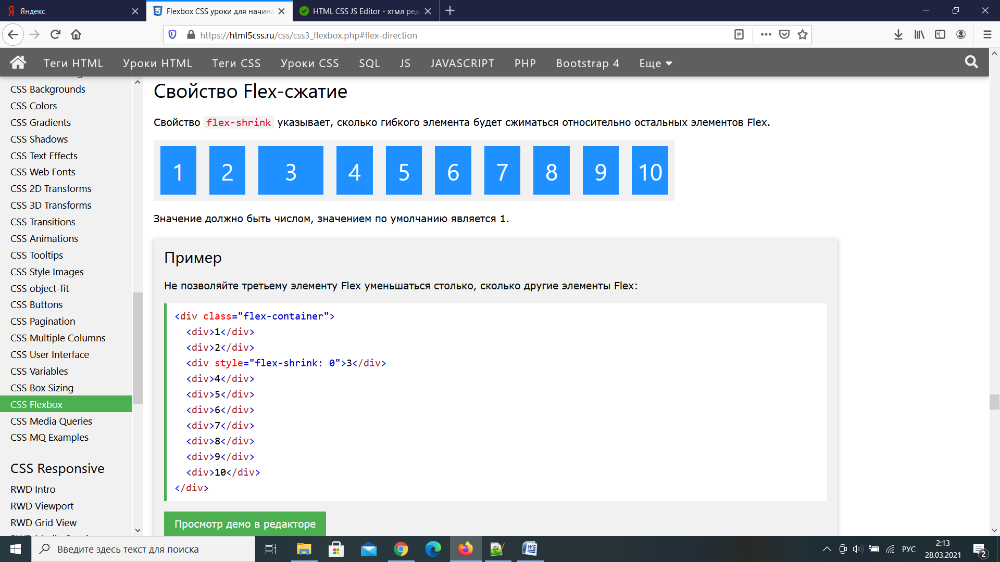 Яндекс
Flexbox CSS уроки для начина
HTML CSS JS Editor - хтмл ред
https://html5css.ru/css/css3_flexbox.php#flex-direction
Теги HTML Уроки HTML Теги CSS Уроки CSS SQL JS JAVASCRIPT PHP Bootstrap 4 Еще
CSS Backgrounds
CSS Colors
CSS Gradients
CSS Shadows
CSS Text Effects
CSS Web Fonts
CSS 2D Transforms
CSS 3D Transforms
CSS Transitions
CSS Animations
CSS Tooltips
CSS Style Images
CSS object-fit
CSS Buttons
CSS Pagination
CSS Multiple Columns
CSS User Interface
CSS Variables
CSS Box Sizing
CSS Flexbox
CSS Media Queries
CSS MQ Examples
CSS Responsive
RWD Intro
RWD Viewport
RWD Grid View
Свойство Flex-сжатие
Свойство flex-shrink указывает, сколько гибкого элемента будет сжиматься относительно остальных элементов Flex.
1 2 3 4 5 6 7 8 9 10
Значение должно быть числом, значением по умолчанию является 1.
Пример
Не позволяйте третьему элементу Flex уменьшаться столько, сколько другие элементы Flex:
<div class="flex-container">
<div>1</div>
<div>2</div>
<div style="flex-shrink: 0">3</div>
<div>4</div>
<div>5</div>
<div>6</div>
<div>7</div>
<div>8</div>
<div>9</div>
<div>10</div>
</div>
Просмотр демо в редакторе
Введите здесь текст для поиска
РУС
2:13
28.03.2021
2